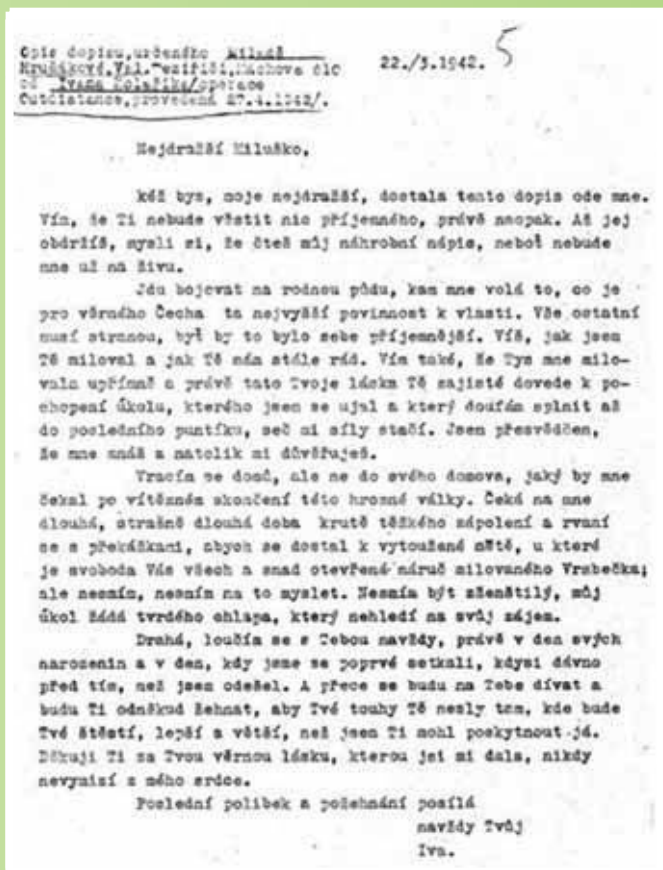 Opis dopisu,určeného Miladě
Hrušákové,Val.Meziříčí,Máchova čís
od Ivana Kolaříka/operace
Outdistance,provedená 27.4.1942/.
22./3.1942. 5
Nejdražší Miluško,
kéž bys, moje nejdražší, dostala tento dopis ode mne.
Vím, že Ti nebude věstit nic příjemného, právě naopak. Až jej
obdržíš, mysli si, že čteš můj náhrobní nápis, neboť nebude
mne už na živu.
Jdu bojovat na rodnou půdu, kam mne volá to, co je
pro věrného Čecha ta nejvyšší povinnost k vlasti. Vše ostatní
musí stranou, byť by to bylo sebe příjemnější. Víš, jak jsem
Tě miloval a jak Tě mám stále rád. Vím také, že Tys mne milo-
vala upřímně a právě tato Tvoje láska Tě zajisté dovede k po-
chopení úkolu, kterého jsem se ujal a který doufám splnit až
do posledního puntíku, seč mi síly stačí. Jsem přesvědčen,
že mne znáš a natolik mi důvěřuješ.
Vracím se domů, ale ne do svého domova, jaký by mne
čekal po vítězném skončení této hrozné války. Čeká na mne
dlouhá, strašně dlouhá doba krutě těžkého zápolení a rvaní
se s překážkami, abych se dostal k vytoužené mětě, u které
je svoboda Vás všech a snad otevřená náruč milovaného Vrabečka;
ale nesmím, nesmím na to myslet. Nesmím být zženštilý, můj
úkol žádá tvrdého chlapa, který nehledí na svůj zájem.
Drahá, loučím se s Tebou navždy, právě v den svých
narozenin a v den, kdy jsme se poprvé setkali, kdysi dávno
před tím, než jsem odešel. A přece se budu na Tebe dívat a
budu Ti odněkud žehnat, aby Tvé touhy Tě nesly tam, kde bude
Tvé štěstí, lepší a větší, než jsem Ti mohl poskytnout já.
Děkuji Ti za Tvou věrnou lásku, kterou jsi mi dala, nikdy
nevymizí z mého srdce.
Poslední polibek a požehnání posílá
navždy Tvůj
Iva.